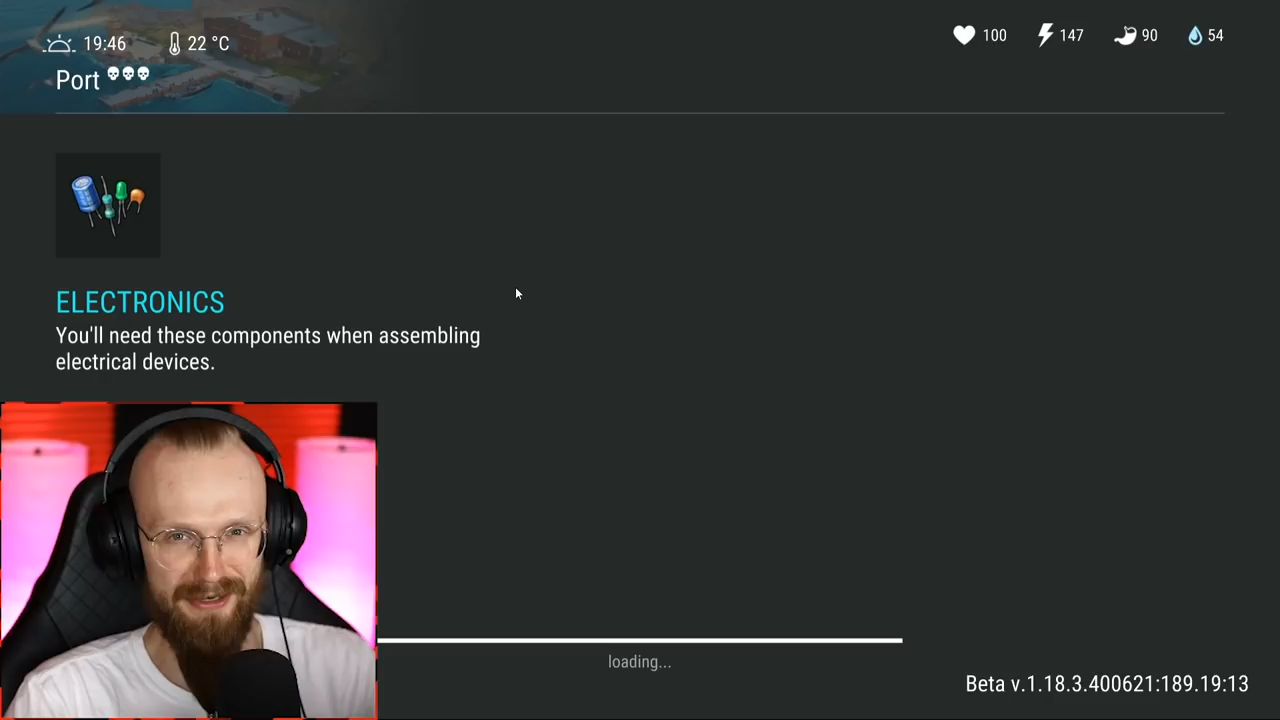 19:46 22 °C 100 147 90 54
Port
ELECTRONICS
You'll need these components when assembling
electrical devices.
loading...
Beta v.1.18.3.400621:189.19:13